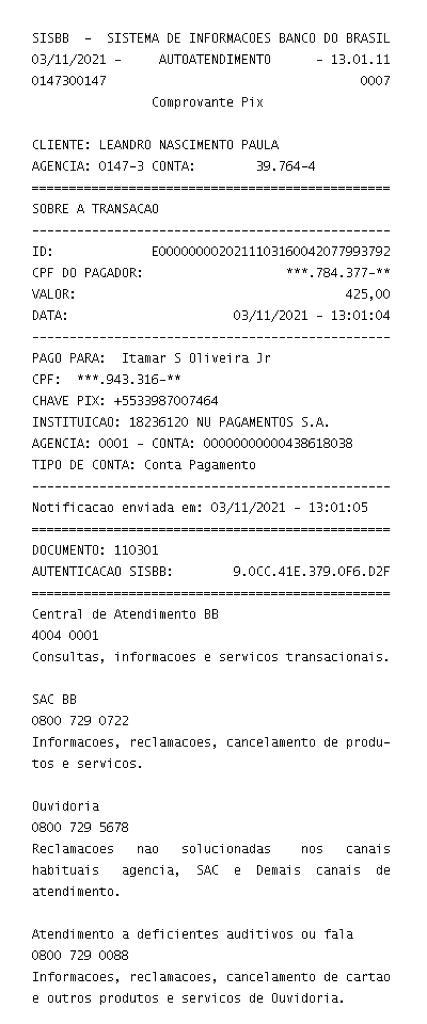 SISBB - SISTEMA DE INFORMACOES BANCO DO BRASIL
03/11/2021 - AUTOATENDIMENTO - 13.01.11
0147300147 0007
Comprovante Pix
CLIENTE: LEANDRO NASCIMENTO PAULA
AGENCIA: 0147-3 CONTA: 39.764-4
================================================
SOBRE A TRANSACAO
------------------------------------------------
ID: E0000000020211103160042077993792
CPF DO PAGADOR: ***.784.377-**
VALOR: 425,00
DATA: 03/11/2021 - 13:01:04
------------------------------------------------
PAGO PARA: Itamar S Oliveira Jr
CPF: ***.943.316-**
CHAVE PIX: +5533987007464
INSTITUICAO: 18236120 NU PAGAMENTOS S.A.
AGENCIA: 0001 - CONTA: 00000000000438618038
TIPO DE CONTA: Conta Pagamento
------------------------------------------------
Notificacao enviada em: 03/11/2021 - 13:01:05
================================================
DOCUMENTO: 110301
AUTENTICACAO SISBB: 9.0CC.41E.379.0F6.D2F
================================================
Central de Atendimento BB
4004 0001
Consultas, informacoes e servicos transacionais.
SAC BB
0800 729 0722
Informacoes, reclamacoes, cancelamento de produ-
tos e servicos.
Ouvidoria
0800 729 5678
Reclamacoes nao solucionadas nos canais
habituais agencia, SAC e Demais canais de
atendimento.
Atendimento a deficientes auditivos ou fala
0800 729 0088
Informacoes, reclamacoes, cancelamento de cartao
e outros produtos e servicos de Ouvidoria.